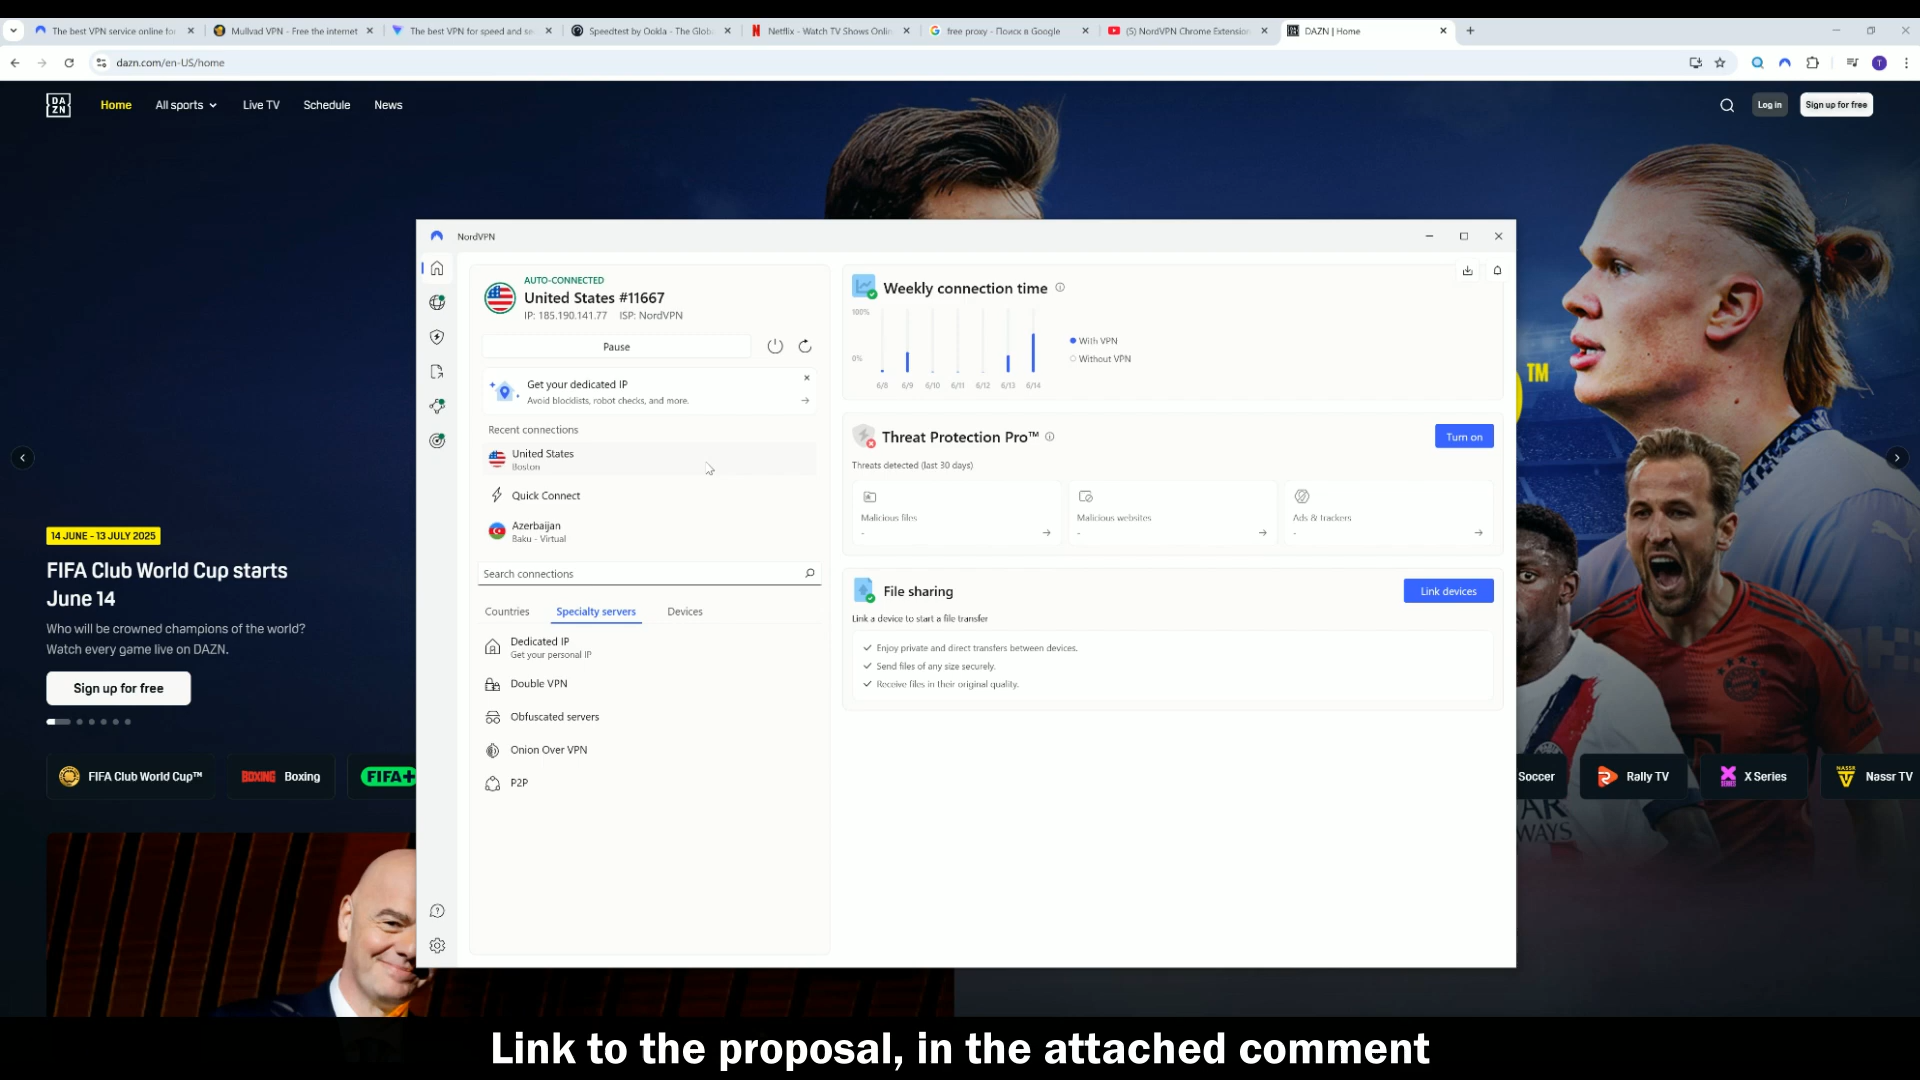 The best VPN service online for
Mullvad VPN - Free the internet
The best VPN for speed and se
Speedtest by Ookla - The Glob
Netflix - Watch TV Shows Onlin
free proxy - Поиск в Google
(5) NordVPN Chrome Extension
DAZN | Home
dazn.com/en-US/home
T
DA
ZN
Home
All sports
Live TV
Schedule
News
Log in
Sign up for free
NordVPN
AUTO-CONNECTED
United States #11667
IP: 185.190.141.77 ISP: NordVPN
Pause
Get your dedicated IP
Avoid blocklists, robot checks, and more.
Recent connections
United States
Boston
Quick Connect
Azerbaijan
Baku - Virtual
Search connections
Countries
Specialty servers
Devices
Dedicated IP
Get your personal IP
Double VPN
Obfuscated servers
Onion Over VPN
P2P
Weekly connection time
100%
0%
6/8
6/9
6/10
6/11
6/12
6/13
6/14
With VPN
Without VPN
Threat Protection Pro™
Turn on
Threats detected (last 30 days)
Malicious files
-
Malicious websites
-
Ads & trackers
-
File sharing
Link devices
Link a device to start a file transfer
Enjoy private and direct transfers between devices.
Send files of any size securely.
Receive files in their original quality.
TM
14 JUNE - 13 JULY 2025
FIFA Club World Cup starts
June 14
Who will be crowned champions of the world?
Watch every game live on DAZN.
Sign up for free
FIFA Club World Cup™
BOXING
Boxing
FIFA+
Soccer
Rally TV
X Series
NASSR
Nassr TV
AR
WAYS
Link to the proposal, in the attached comment